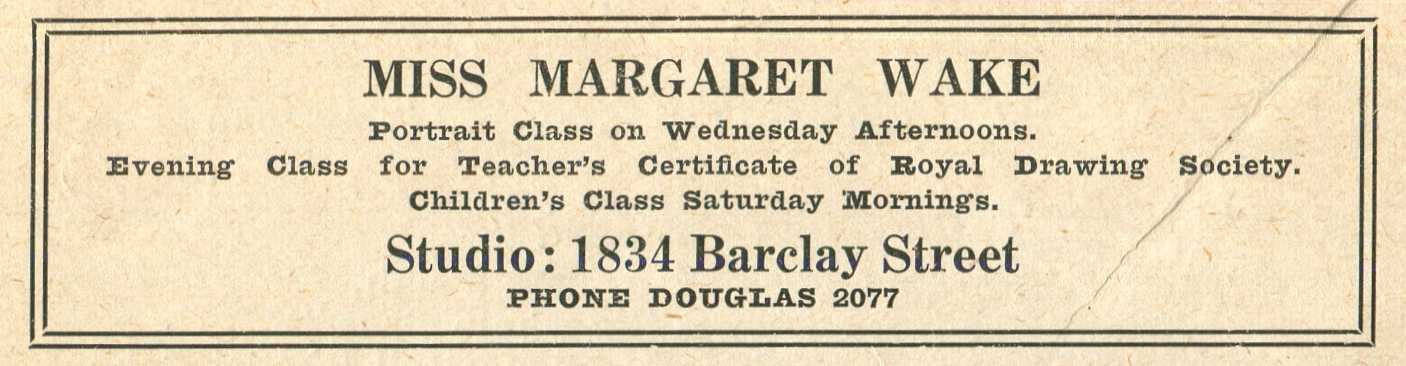 MISS MARGARET WAKE
Portrait Class on Wednesday Afternoons.
Evening Class for Teacher's Certificate of Royal Drawing Society.
Children's Class Saturday Mornings.
Studio: 1834 Barclay Street
PHONE DOUGLAS 2077